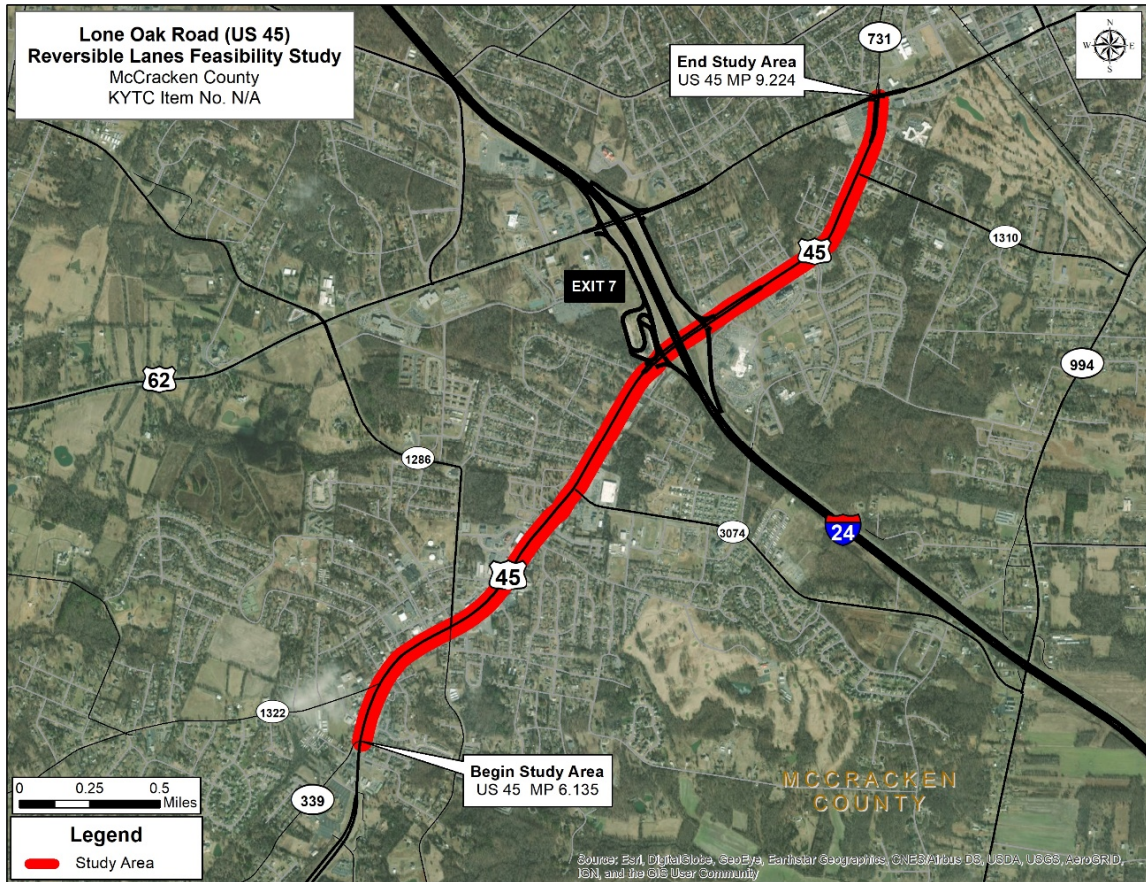 Lone Oak Road (US 45)
Reversible Lanes Feasibility Study
McCracken County
KYTC Item No. N/A
End Study Area
US 45 MP 9.224
731
N
W E
S
45
1310
EXIT 7
994
62
1286
24
3074
45
1322
Begin Study Area
US 45 MP 6.135
339
MCCRACKEN
COUNTY
0 0.25 0.5
Miles
Legend
Study Area
Source: Esri, DigitalGlobe, GeoEye, Earthstar Geographics, CNES/Airbus DS, USDA, USGS, AeroGRID,
IGN, and the GIS User Community